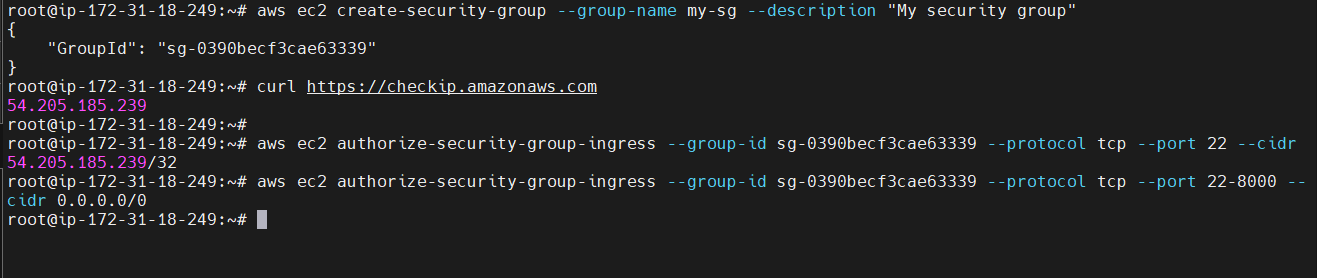 root@ip-172-31-18-249:~# aws ec2 create-security-group --group-name my-sg --description "My security group"
{
    "GroupId": "sg-0390becf3cae63339"
}
root@ip-172-31-18-249:~# curl https://checkip.amazonaws.com
54.205.185.239
root@ip-172-31-18-249:~#
root@ip-172-31-18-249:~# aws ec2 authorize-security-group-ingress --group-id sg-0390becf3cae63339 --protocol tcp --port 22 --cidr
54.205.185.239/32
root@ip-172-31-18-249:~# aws ec2 authorize-security-group-ingress --group-id sg-0390becf3cae63339 --protocol tcp --port 22-8000 --
cidr 0.0.0.0/0
root@ip-172-31-18-249:~#